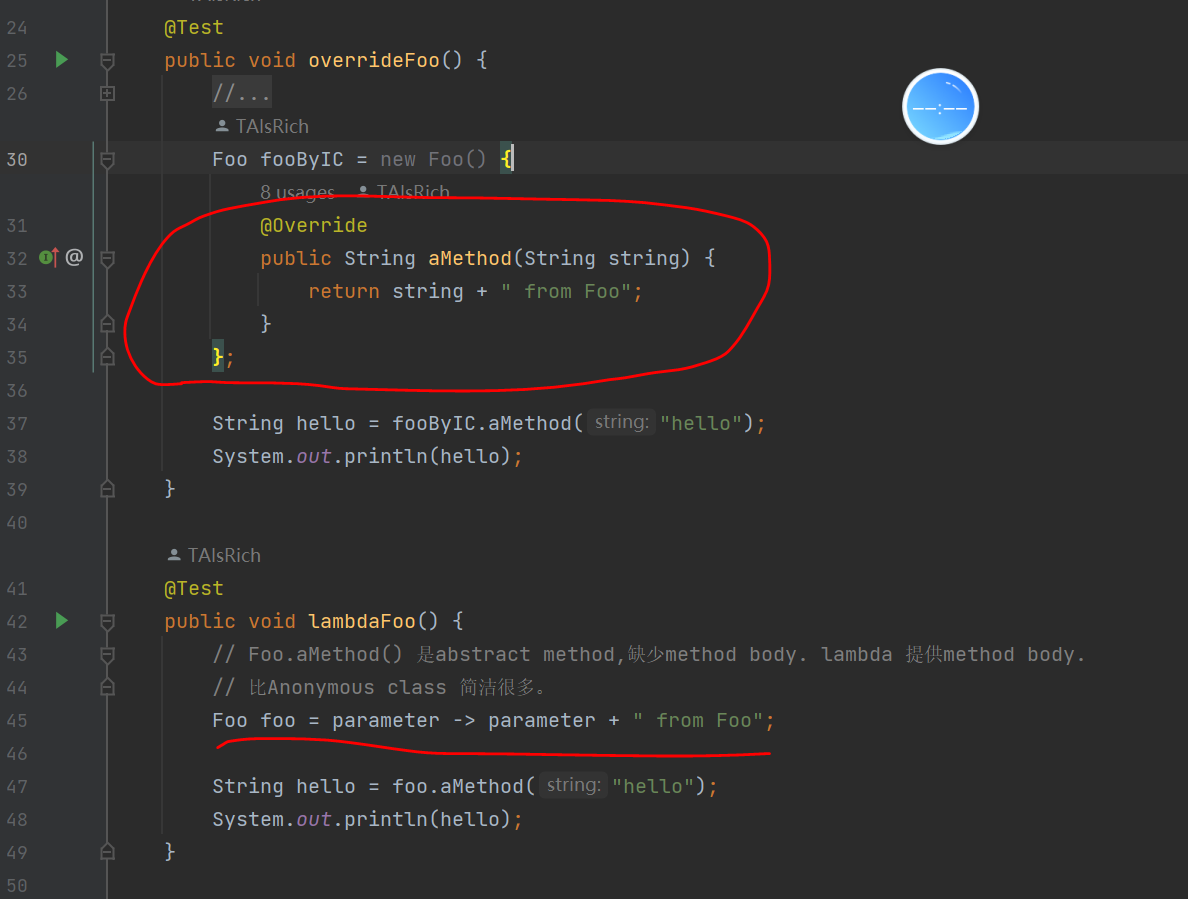 24 @Test
25 public void overrideFoo() {
26 //...
TAIsRich
30 Foo fooByIC = new Foo() {
8 usages TAIsRich
31 @Override
32 @ public String aMethod(String string) {
33 return string + " from Foo";
34 }
35 };
36
37 String hello = fooByIC.aMethod( string: "hello");
38 System.out.println(hello);
39 }
40
TAIsRich
41 @Test
42 public void lambdaFoo() {
43 // Foo.aMethod() 是abstract method,缺少method body. lambda 提供method body.
44 // 比Anonymous class 简洁很多。
45 Foo foo = parameter -> parameter + " from Foo";
46
47 String hello = foo.aMethod( string: "hello");
48 System.out.println(hello);
49 }
50
--:--